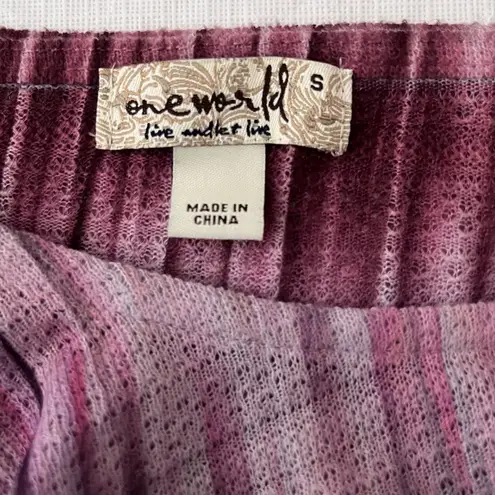 one world
S
live and let live
MADE IN
CHINA